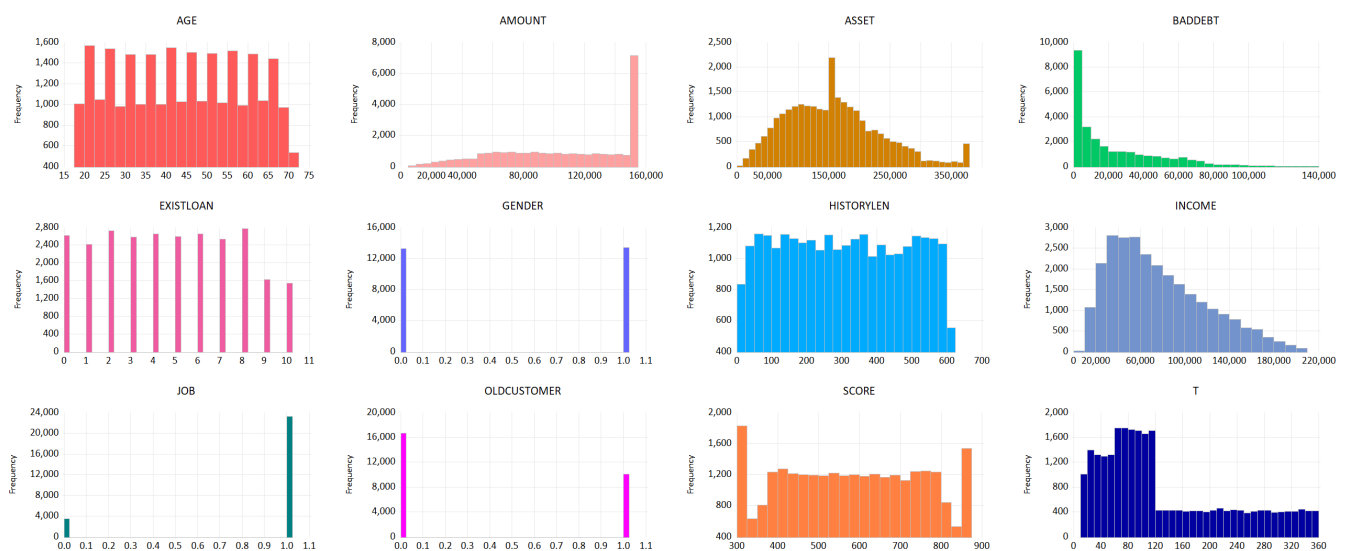 AGE
Frequency
1,600
1,400
1,200
1,000
800
600
400
15 20 25 30 35 40 45 50 55 60 65 70 75
AMOUNT
Frequency
8,000
6,000
4,000
2,000
0
0 20,000 40,000 80,000 120,000 160,000
ASSET
Frequency
2,500
2,000
1,500
1,000
500
0
0 50,000 150,000 250,000 350,000
BADDEBT
Frequency
10,000
8,000
6,000
4,000
2,000
0
0 20,000 40,000 60,000 80,000 100,000 140,000
EXISTLOAN
Frequency
2,800
2,400
2,000
1,600
1,200
800
400
0
0 1 2 3 4 5 6 7 8 9 10 11
GENDER
Frequency
16,000
12,000
8,000
4,000
0
0.0 0.1 0.2 0.3 0.4 0.5 0.6 0.7 0.8 0.9 1.0 1.1
HISTORYLEN
Frequency
1,200
1,000
800
600
400
0 100 200 300 400 500 600 700
INCOME
Frequency
3,000
2,500
2,000
1,500
1,000
500
0
0 20,000 60,000 100,000 140,000 180,000 220,000
JOB
Frequency
24,000
20,000
16,000
12,000
8,000
4,000
0
0.0 0.1 0.2 0.3 0.4 0.5 0.6 0.7 0.8 0.9 1.0 1.1
OLDCUSTOMER
Frequency
20,000
16,000
12,000
8,000
4,000
0
0.0 0.1 0.2 0.3 0.4 0.5 0.6 0.7 0.8 0.9 1.0 1.1
SCORE
Frequency
2,000
1,600
1,200
800
400
300 400 500 600 700 800 900
T
Frequency
2,000
1,600
1,200
800
400
0
0 40 80 120 160 200 240 280 320 360